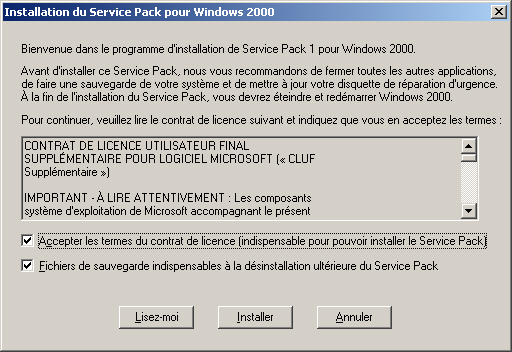 Installation du Service Pack pour Windows 2000
Bienvenue dans le programme d'installation de Service Pack 1 pour Windows 2000.
Avant d'installer ce Service Pack, nous vous recommandons de fermer toutes les autres applications,
de faire une sauvegarde de votre système et de mettre à jour votre disquette de réparation d'urgence.
À la fin de l'installation du Service Pack, vous devrez éteindre et redémarrer Windows 2000.
Pour continuer, veuillez lire le contrat de licence suivant et indiquez que vous en acceptez les termes :
CONTRAT DE LICENCE UTILISATEUR FINAL
SUPPLÉMENTAIRE POUR LOGICIEL MICROSOFT (« CLUF
Supplémentaire »)
IMPORTANT - À LIRE ATTENTIVEMENT : Les composants
système d'exploitation de Microsoft accompagnant le présent
Accepter les termes du contrat de licence (indispensable pour pouvoir installer le Service Pack)
Fichiers de sauvegarde indispensables à la désinstallation ultérieure du Service Pack
Lisez-moi
Installer
Annuler